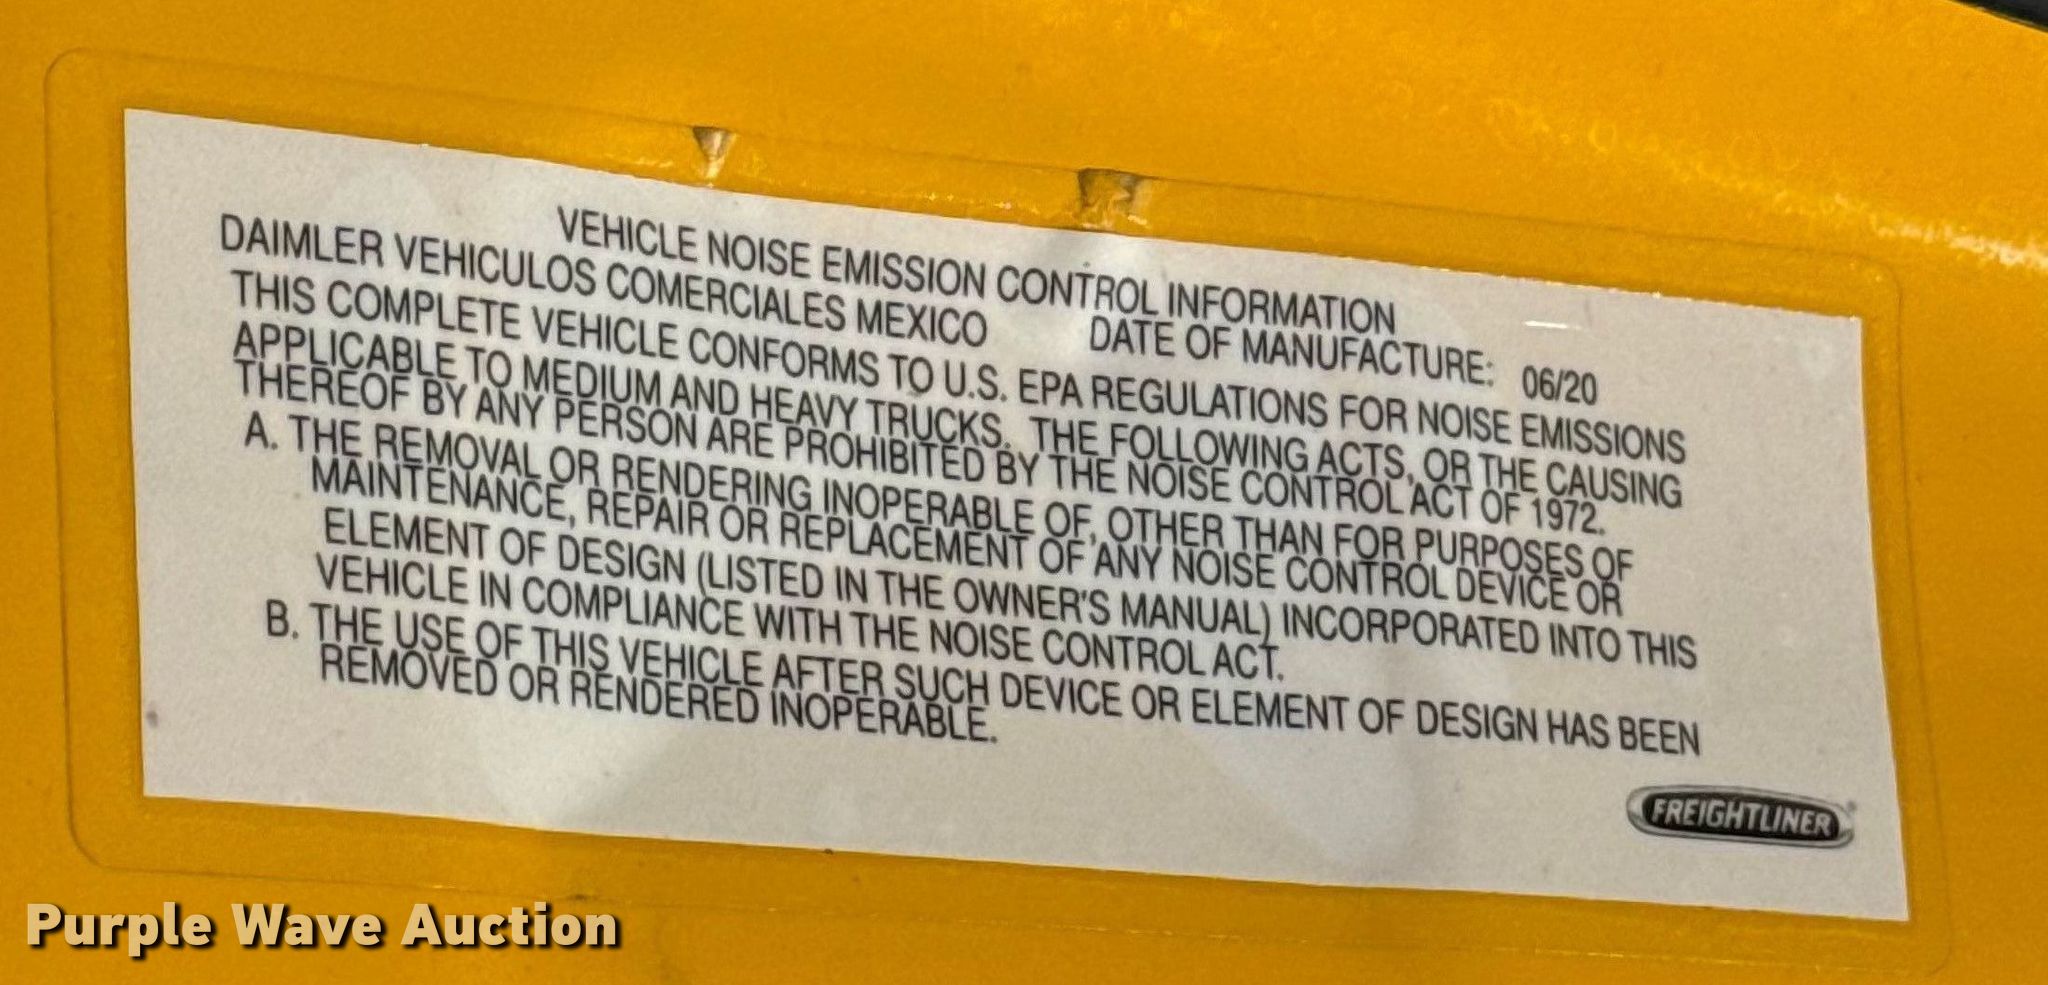 VEHICLE NOISE EMISSION CONTROL INFORMATION
DAIMLER VEHICULOS COMERCIALES MEXICO DATE OF MANUFACTURE: 06/20
THIS COMPLETE VEHICLE CONFORMS TO U.S. EPA REGULATIONS FOR NOISE EMISSIONS
APPLICABLE TO MEDIUM AND HEAVY TRUCKS. THE FOLLOWING ACTS, OR THE CAUSING
THEREOF BY ANY PERSON ARE PROHIBITED BY THE NOISE CONTROL ACT OF 1972.
A. THE REMOVAL OR RENDERING INOPERABLE OF, OTHER THAN FOR PURPOSES OF
MAINTENANCE, REPAIR OR REPLACEMENT OF ANY NOISE CONTROL DEVICE OR
ELEMENT OF DESIGN (LISTED IN THE OWNER'S MANUAL) INCORPORATED INTO THIS
VEHICLE IN COMPLIANCE WITH THE NOISE CONTROL ACT.
B. THE USE OF THIS VEHICLE AFTER SUCH DEVICE OR ELEMENT OF DESIGN HAS BEEN
REMOVED OR RENDERED INOPERABLE.
FREIGHTLINER
Purple Wave Auction